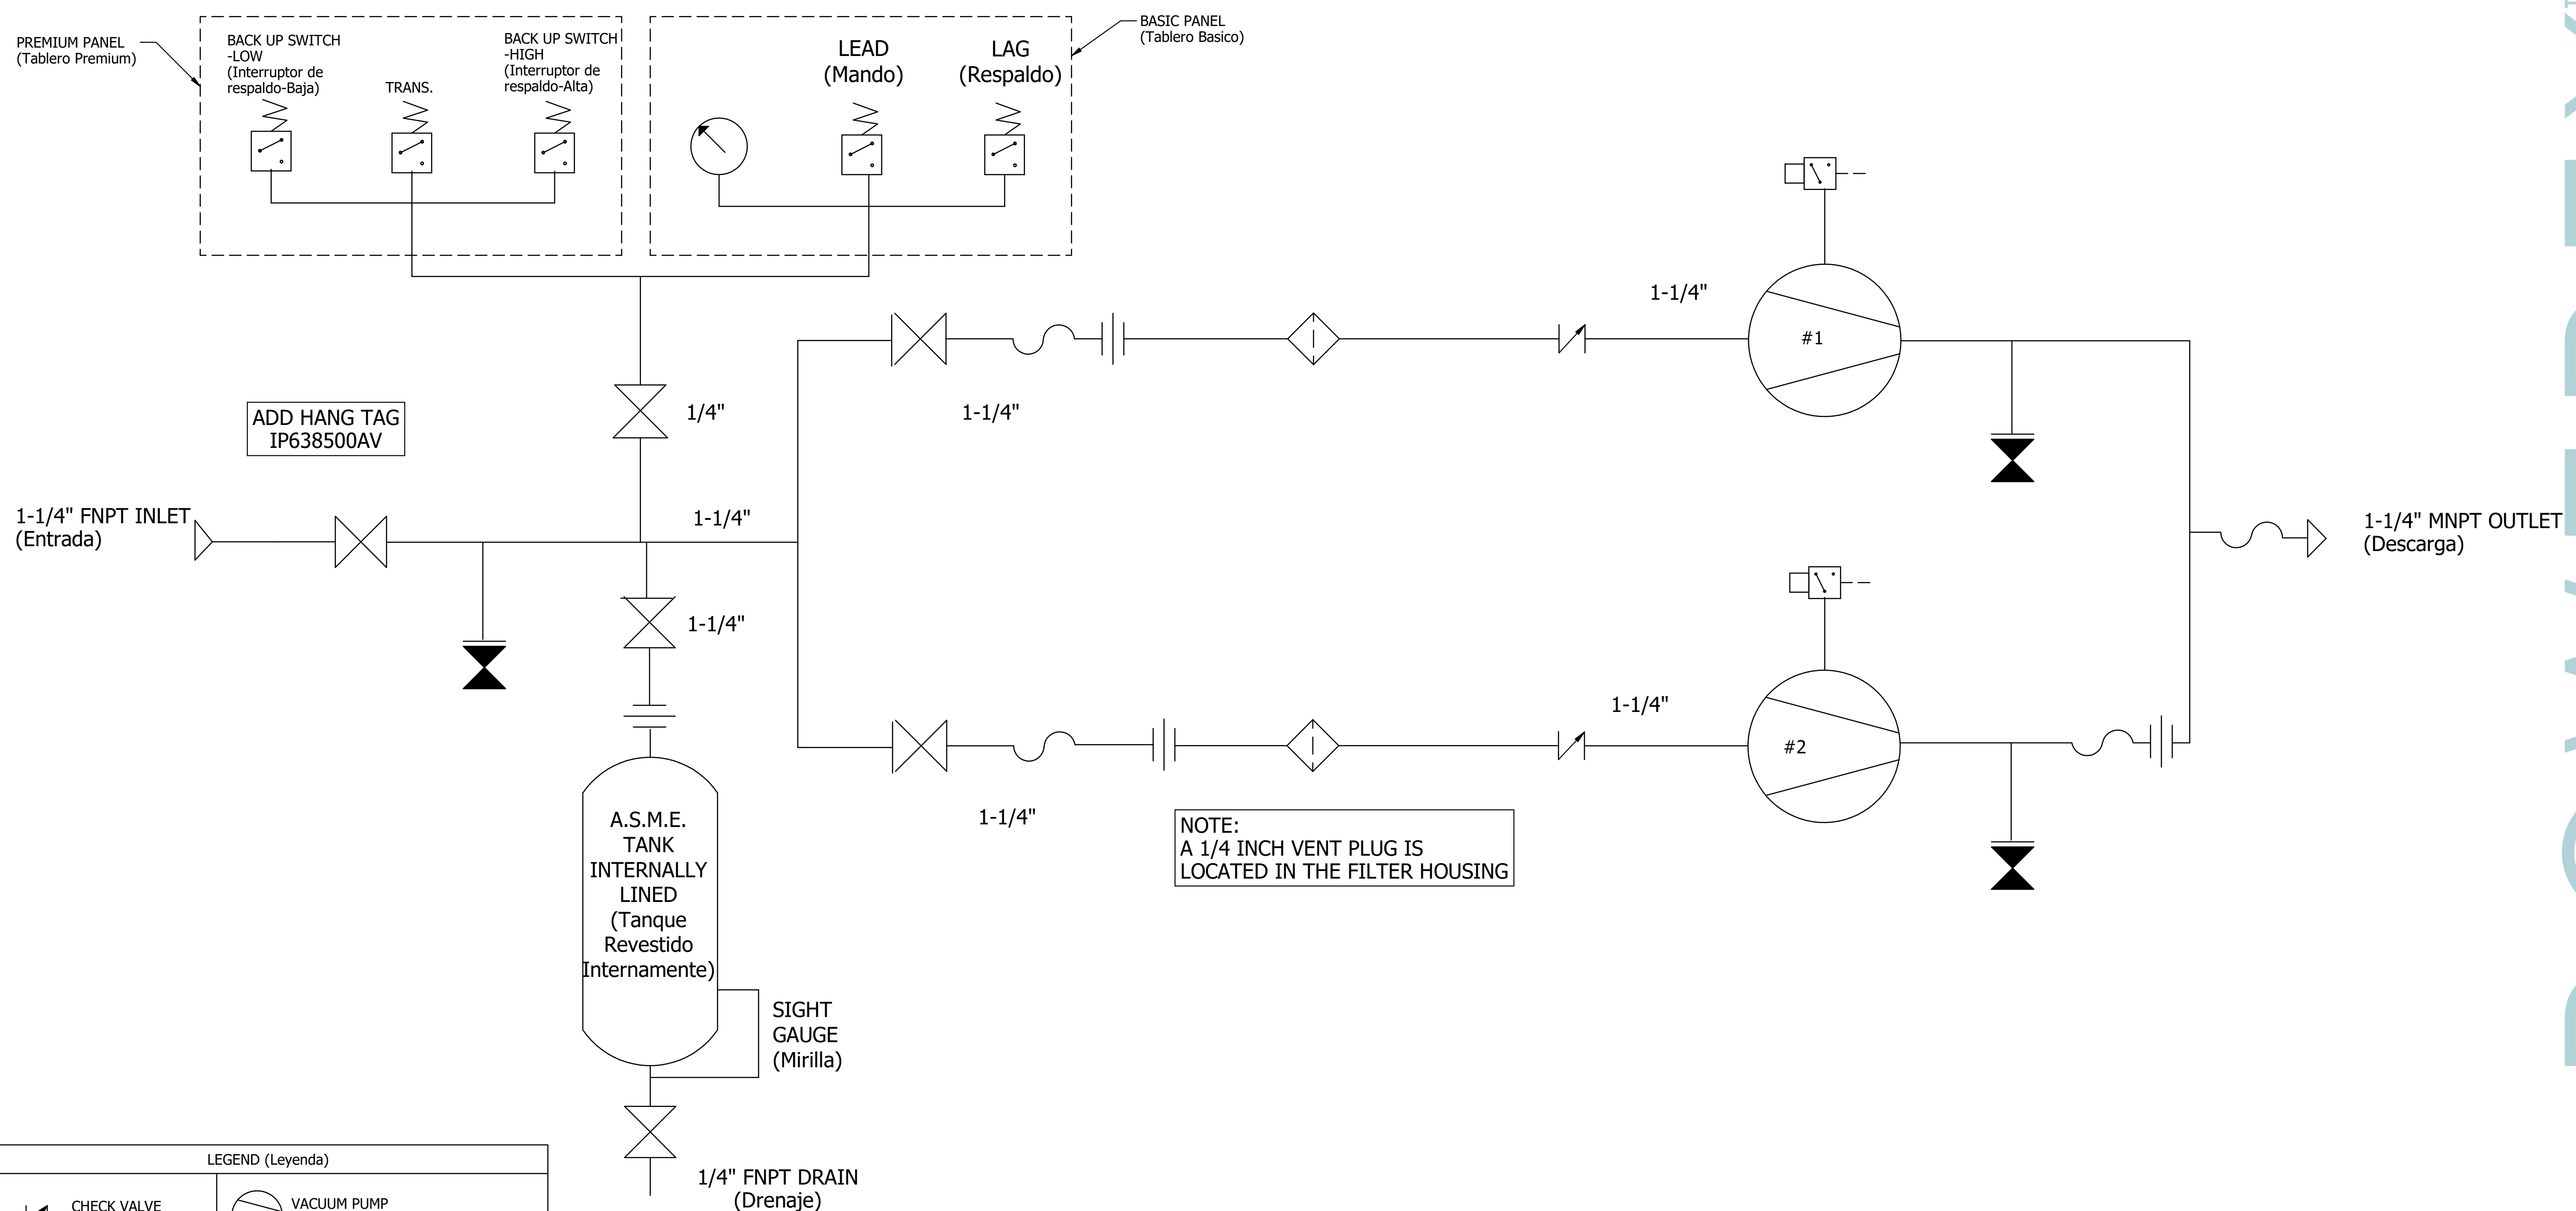 PREMIUM PANEL
(Tablero Premium)
BACK UP SWITCH
-LOW
(Interruptor de
respaldo-Baja)
TRANS.
BACK UP SWITCH
-HIGH
(Interruptor de
respaldo-Alta)
LEAD
(Mando)
LAG
(Respaldo)
BASIC PANEL
(Tablero Basico)
1-1/4"
#1
1/4"
1-1/4"
ADD HANG TAG
IP638500AV
1-1/4" FNPT INLET
(Entrada)
1-1/4"
1-1/4" MNPT OUTLET
(Descarga)
1-1/4"
1-1/4"
#2
1-1/4"
NOTE:
A 1/4 INCH VENT PLUG IS
LOCATED IN THE FILTER HOUSING
A.S.M.E.
TANK
INTERNALLY
LINED
(Tanque
Revestido
Internamente)
SIGHT
GAUGE
(Mirilla)
1/4" FNPT DRAIN
(Drenaje)
LEGEND (Leyenda)
CHECK VALVE
VACUUM PUMP